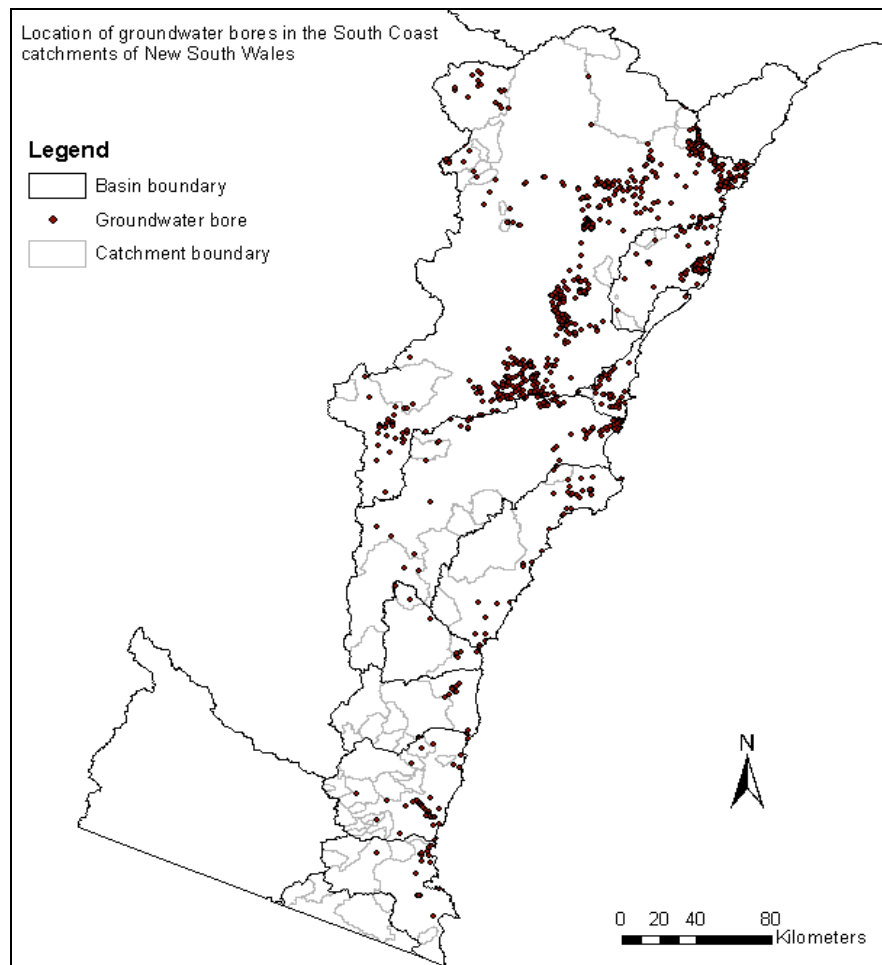 Location of groundwater bores in the South Coast
catchments of New South Wales
Legend
Basin boundary
Groundwater bore
Catchment boundary
N
0 20 40 80
Kilometers